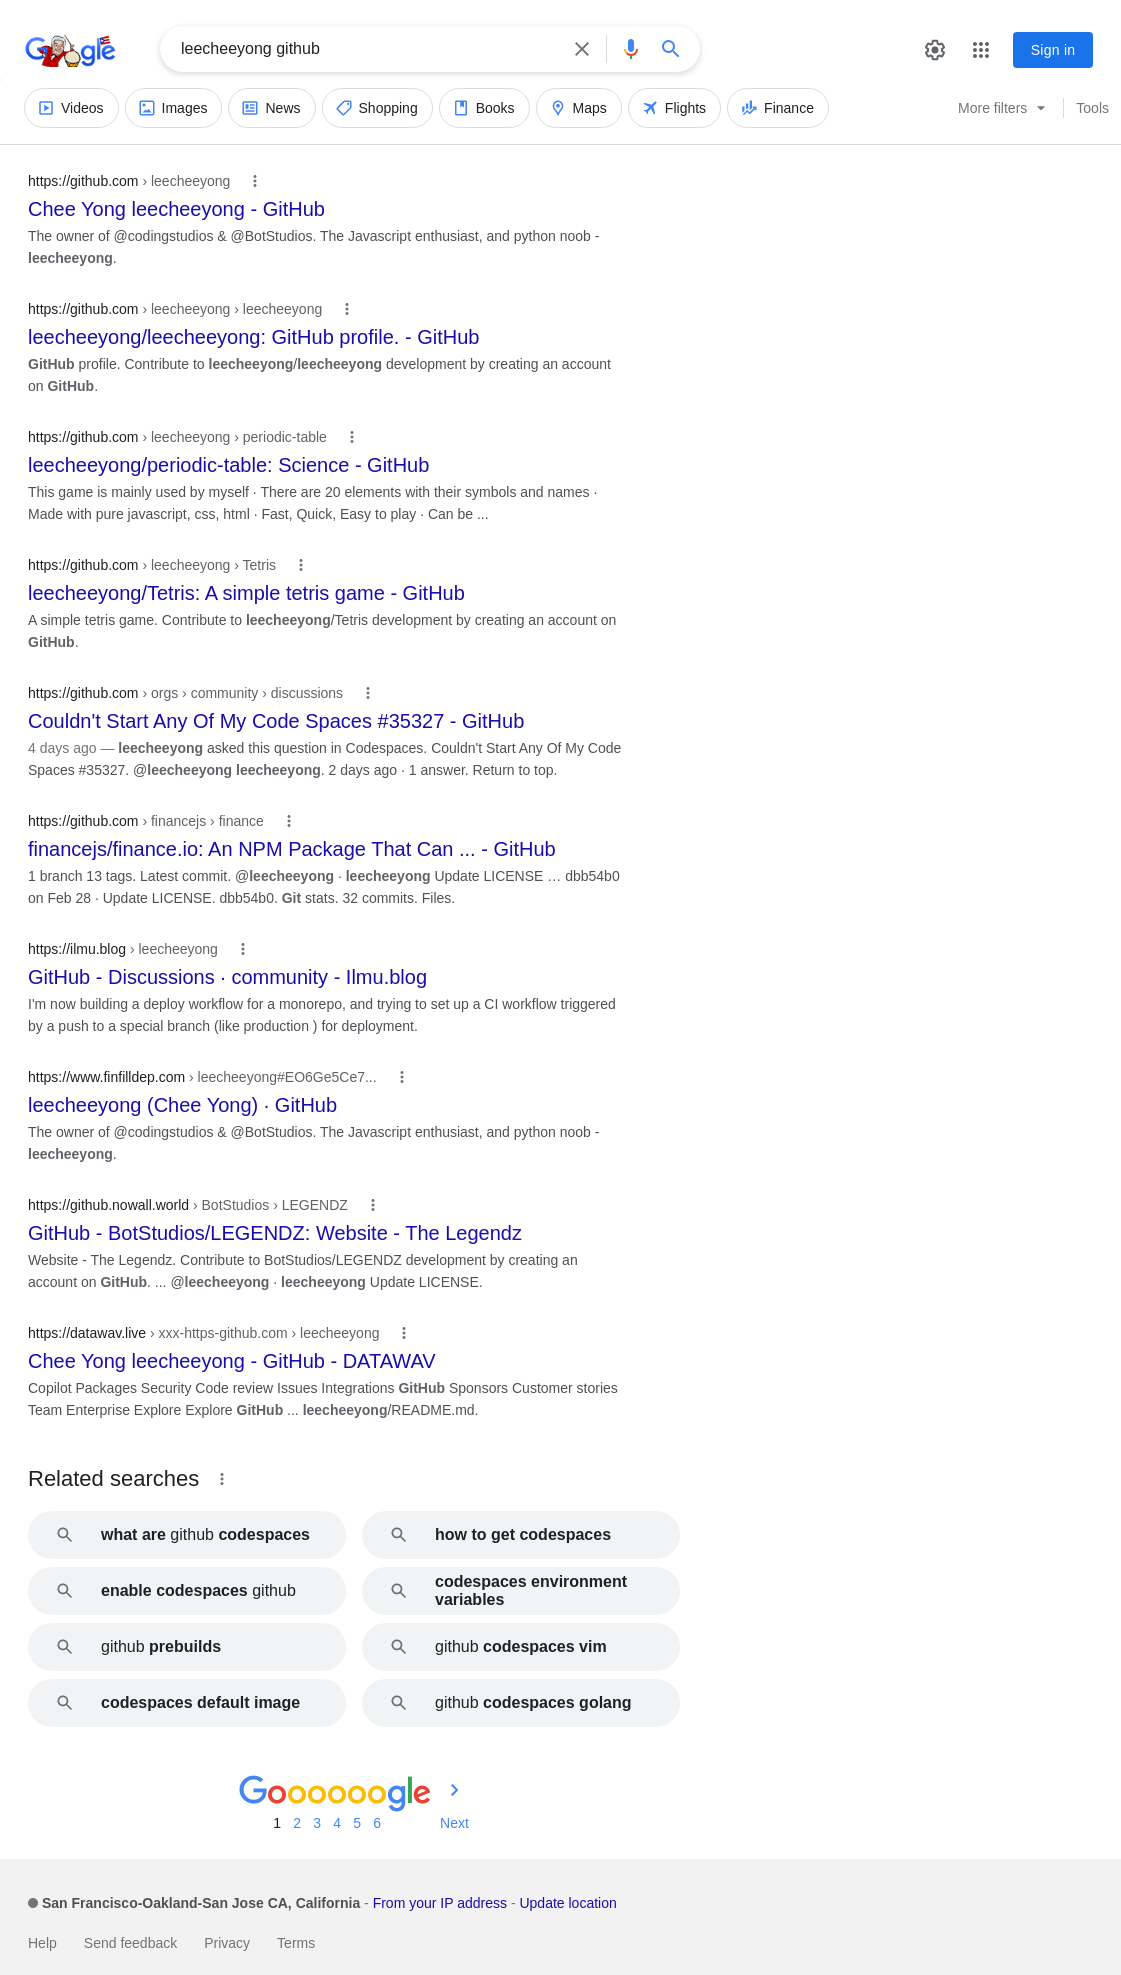 Google
leecheeyong github
Sign in
Videos Images News Shopping Books Maps Flights Finance More filters Tools
https://github.com › leecheeyong
Chee Yong leecheeyong - GitHub
The owner of @codingstudios & @BotStudios. The Javascript enthusiast, and python noob -
leecheeyong.
https://github.com › leecheeyong › leecheeyong
leecheeyong/leecheeyong: GitHub profile. - GitHub
GitHub profile. Contribute to leecheeyong/leecheeyong development by creating an account
on GitHub.
https://github.com › leecheeyong › periodic-table
leecheeyong/periodic-table: Science - GitHub
This game is mainly used by myself · There are 20 elements with their symbols and names ·
Made with pure javascript, css, html · Fast, Quick, Easy to play · Can be ...
https://github.com › leecheeyong › Tetris
leecheeyong/Tetris: A simple tetris game - GitHub
A simple tetris game. Contribute to leecheeyong/Tetris development by creating an account on
GitHub.
https://github.com › orgs › community › discussions
Couldn't Start Any Of My Code Spaces #35327 - GitHub
4 days ago — leecheeyong asked this question in Codespaces. Couldn't Start Any Of My Code
Spaces #35327. @leecheeyong leecheeyong. 2 days ago · 1 answer. Return to top.
https://github.com › financejs › finance
financejs/finance.io: An NPM Package That Can ... - GitHub
1 branch 13 tags. Latest commit. @leecheeyong · leecheeyong Update LICENSE … dbb54b0
on Feb 28 · Update LICENSE. dbb54b0. Git stats. 32 commits. Files.
https://ilmu.blog › leecheeyong
GitHub - Discussions · community - Ilmu.blog
I'm now building a deploy workflow for a monorepo, and trying to set up a CI workflow triggered
by a push to a special branch (like production ) for deployment.
https://www.finfilldep.com › leecheeyong#EO6Ge5Ce7...
leecheeyong (Chee Yong) · GitHub
The owner of @codingstudios & @BotStudios. The Javascript enthusiast, and python noob -
leecheeyong.
https://github.nowall.world › BotStudios › LEGENDZ
GitHub - BotStudios/LEGENDZ: Website - The Legendz
Website - The Legendz. Contribute to BotStudios/LEGENDZ development by creating an
account on GitHub. ... @leecheeyong · leecheeyong Update LICENSE.
https://datawav.live › xxx-https-github.com › leecheeyong
Chee Yong leecheeyong - GitHub - DATAWAV
Copilot Packages Security Code review Issues Integrations GitHub Sponsors Customer stories
Team Enterprise Explore Explore GitHub ... leecheeyong/README.md.
Related searches
what are github codespaces
how to get codespaces
enable codespaces github
codespaces environment
variables
github prebuilds
github codespaces vim
codespaces default image
github codespaces golang
Goooooogle
1 2 3 4 5 6 Next
San Francisco-Oakland-San Jose CA, California - From your IP address - Update location
Help Send feedback Privacy Terms